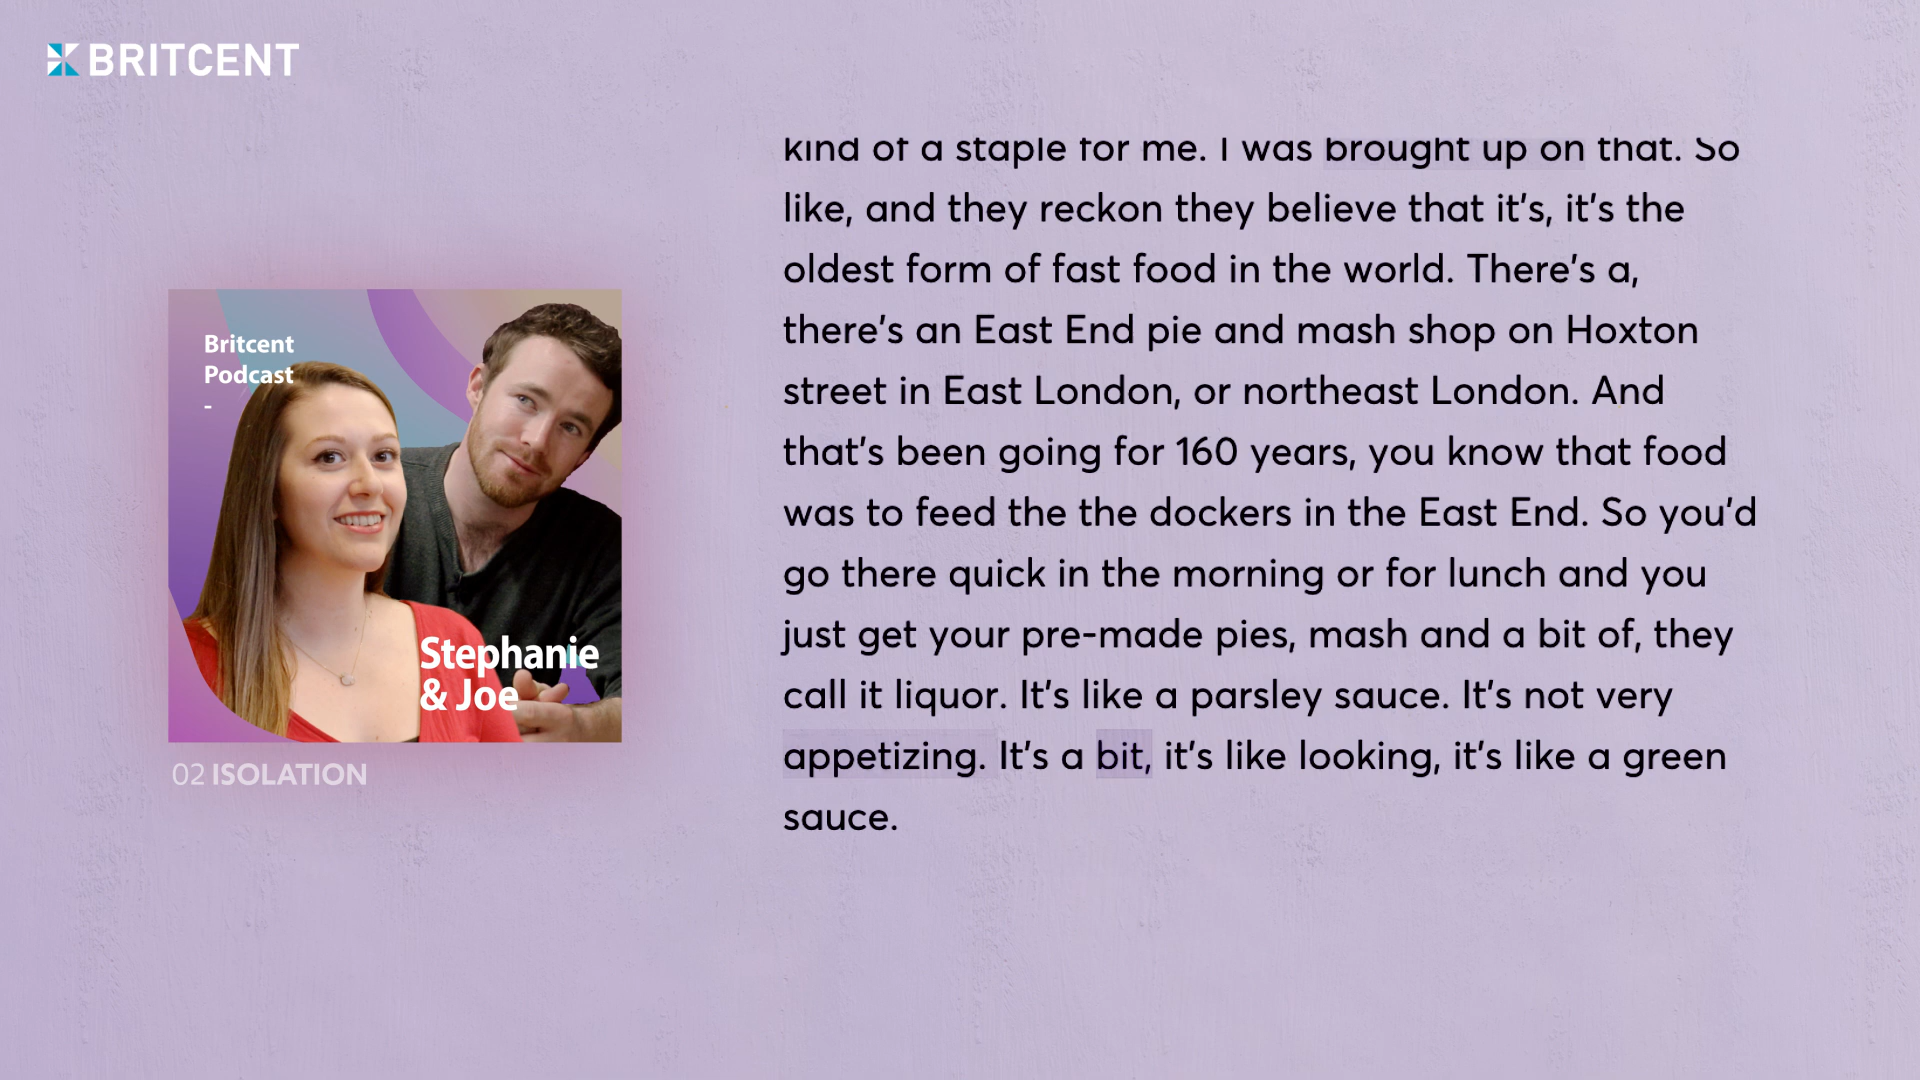 BRITCENT
kind of a staple for me. I was brought up on that. So
like, and they reckon they believe that it's, it's the
oldest form of fast food in the world. There's a,
there's an East End pie and mash shop on Hoxton
street in East London, or northeast London. And
that's been going for 160 years, you know that food
was to feed the the dockers in the East End. So you'd
go there quick in the morning or for lunch and you
just get your pre-made pies, mash and a bit of, they
call it liquor. It's like a parsley sauce. It's not very
appetizing. It's a bit, it's like looking, it's like a green
sauce.
Britcent
Podcast
-
Stephanie
& Joe
02 ISOLATION